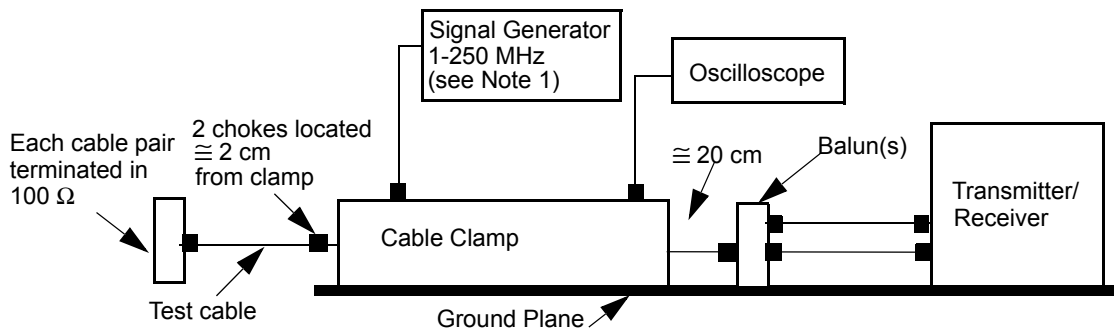 Signal Generator
1-250 MHz
(see Note 1)
Oscilloscope
Each cable pair
terminated in
100 Ω
2 chokes located
≅ 2 cm
from clamp
≅ 20 cm
Balun(s)
Transmitter/
Receiver
Cable Clamp
Test cable
Ground Plane